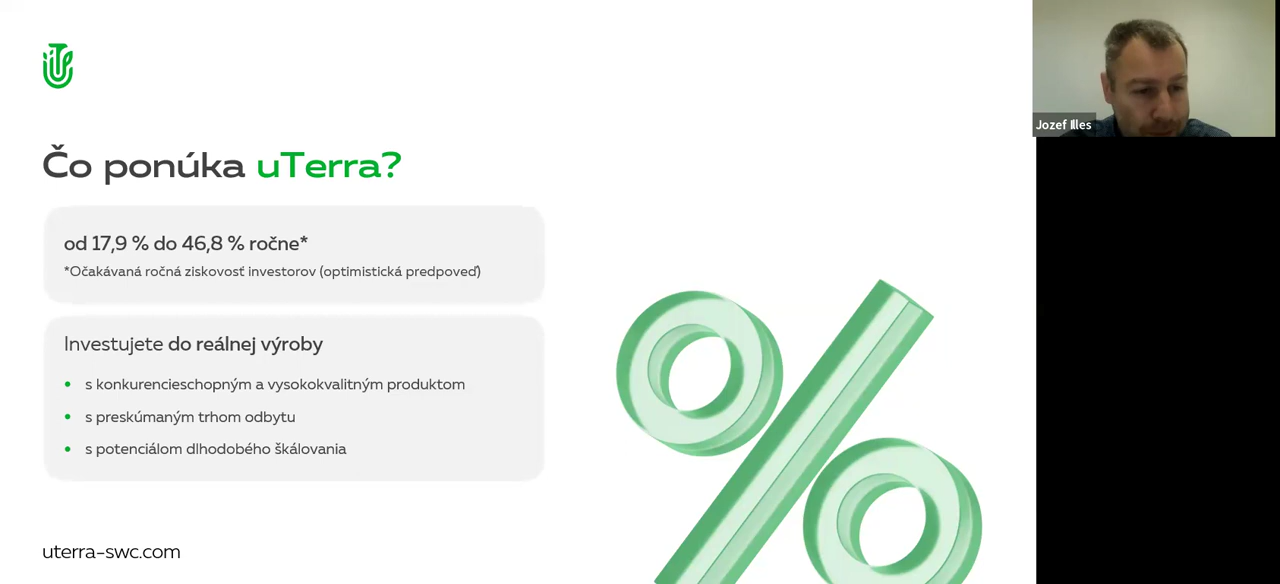 Čo ponúka uTerra?
od 17,9 % do 46,8 % ročne*
*Očakávaná ročná ziskovosť investorov (optimistická predpoveď)
Investujete do reálnej výroby
• s konkurencieschopným a vysokokvalitným produktom
• s preskúmaným trhom odbytu
• s potenciálom dlhodobého škálovania
uterra-swc.com
Jozef Illes